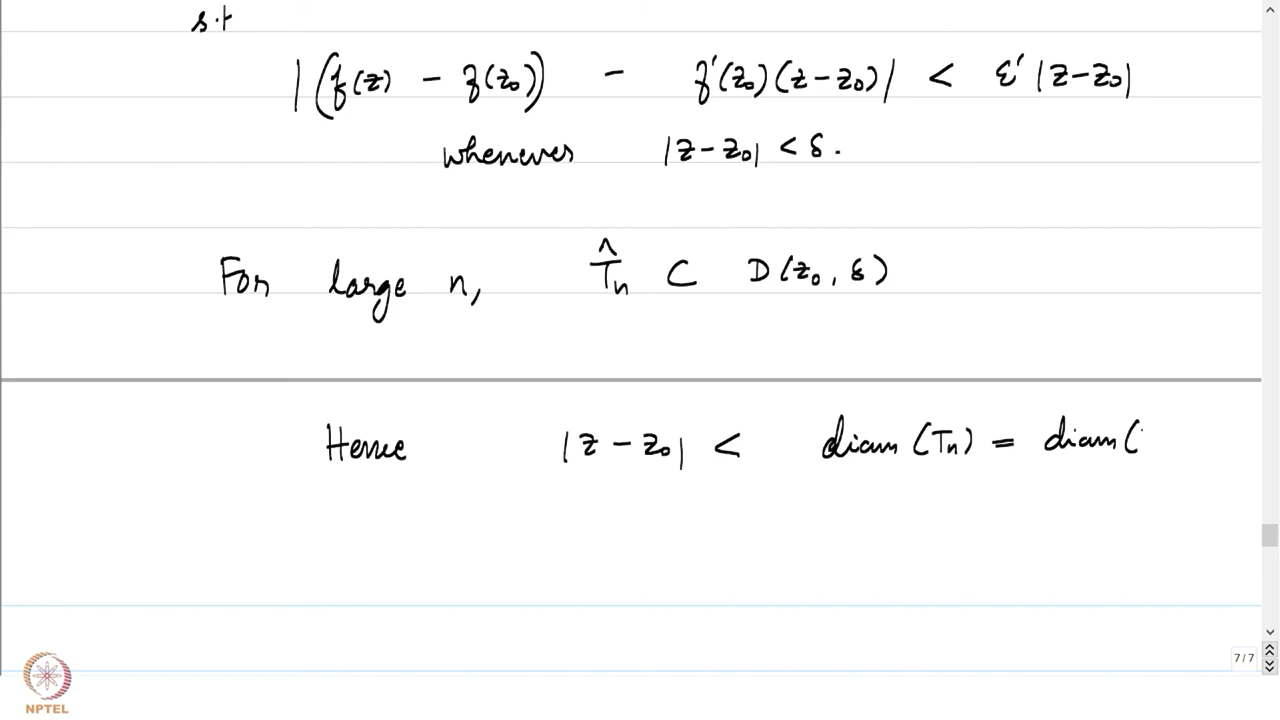 s.t
|(f(z) - f(z₀)) - f'(z₀)(z-z₀)| < ε'|z-z₀|
whenever |z-z₀| < δ.
For large n, T̂ₙ ⊂ D(z₀, δ)
Hence |z-z₀| < diam(Tₙ) = diam(
7/7
NPTEL